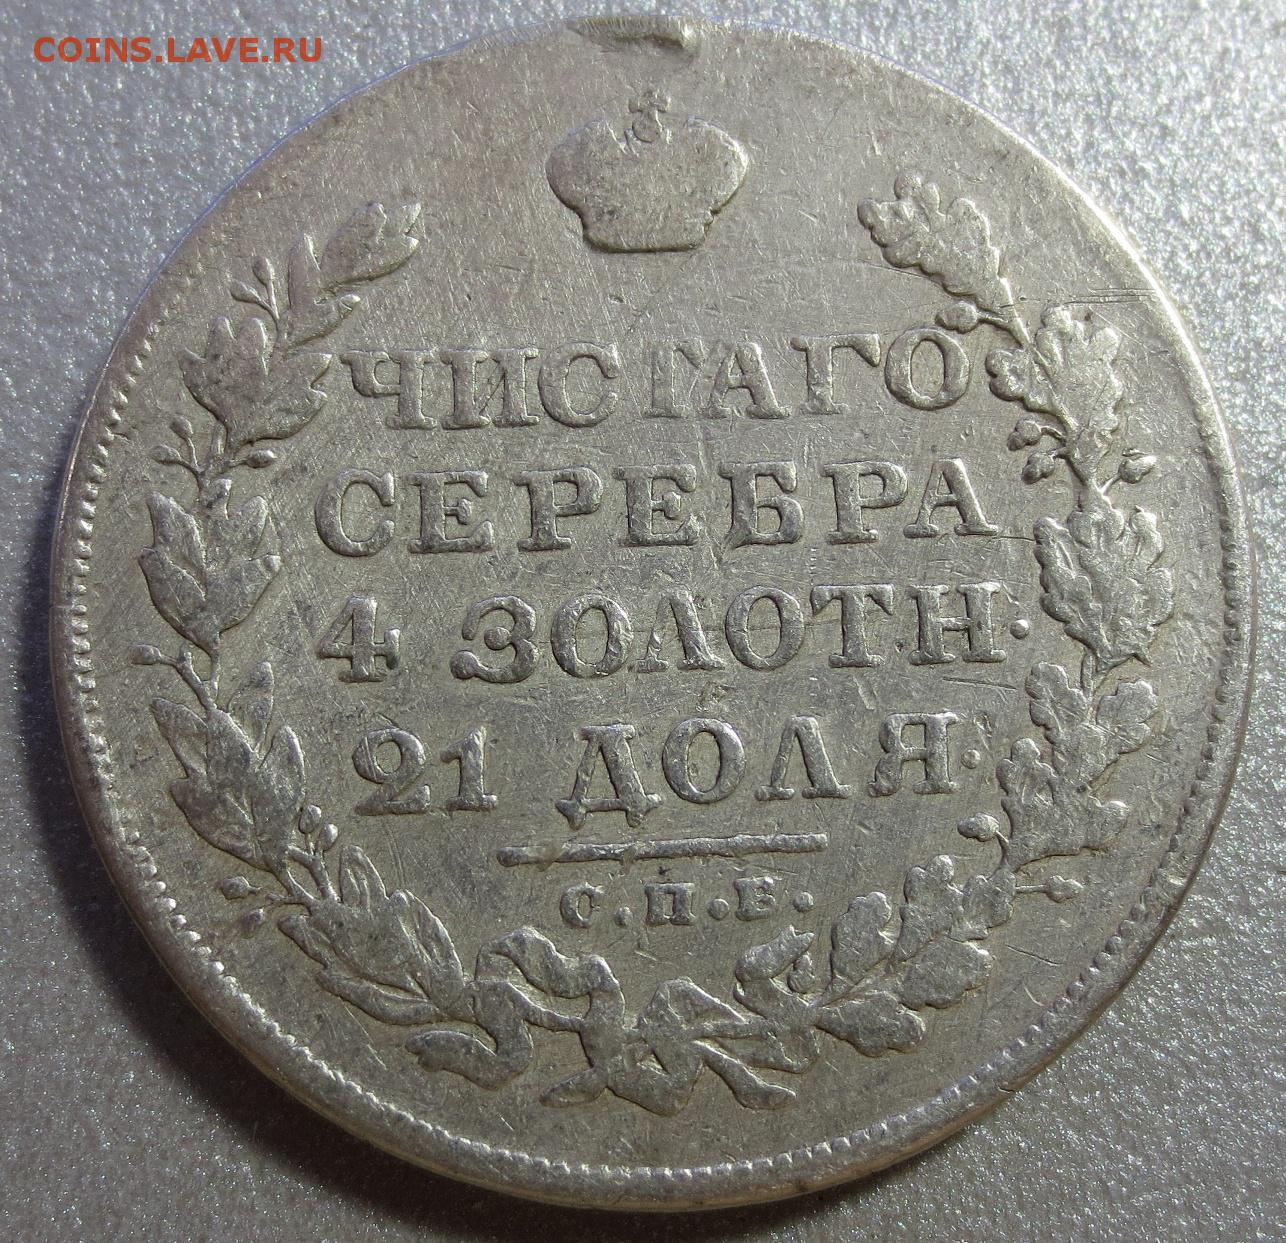 COINS.LAVE.RU
ЧИСТАГО
СЕРЕБРА
4 ЗОЛОТН:
21 ДОЛЯ.
С.П.Б.